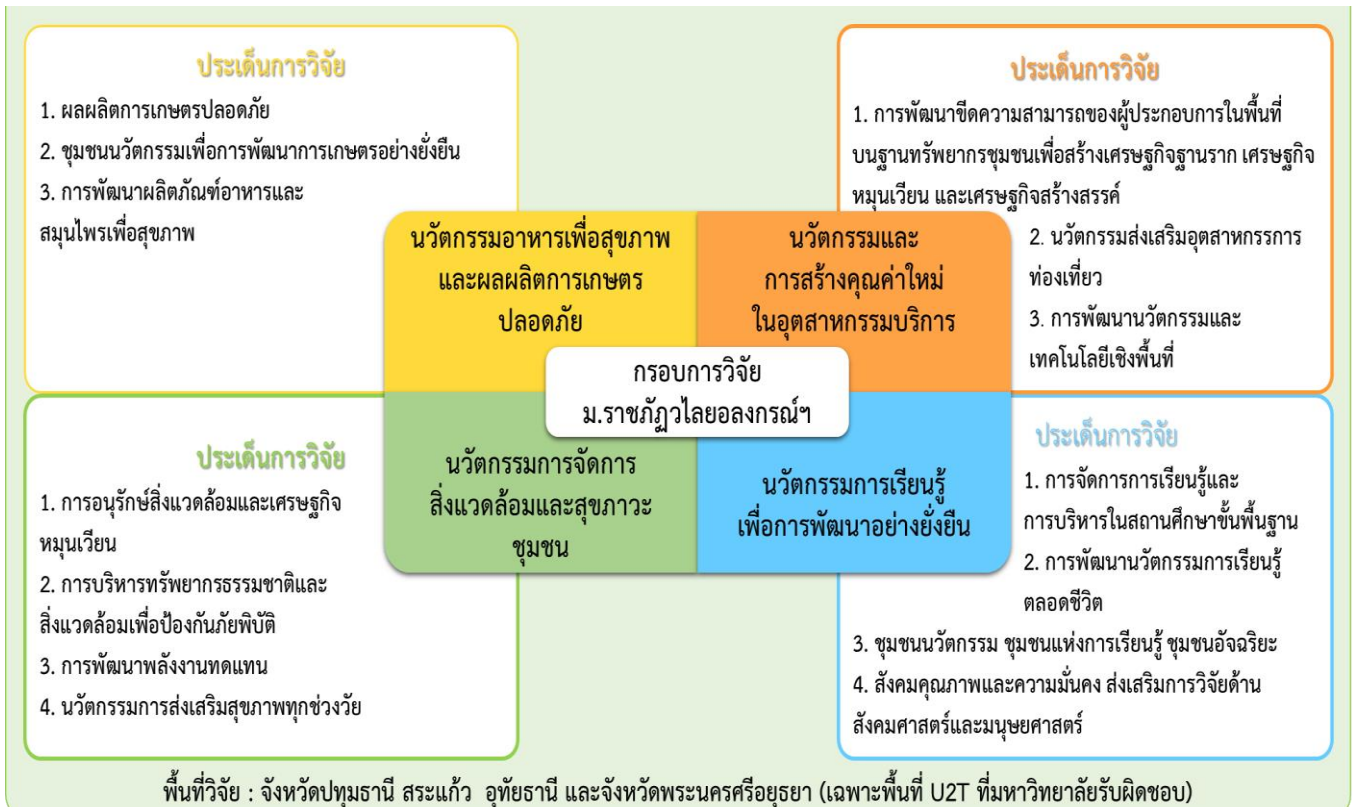 ประเด็นการวิจัย
1. ผลผลิตการเกษตรปลอดภัย
2. ชุมชนนวัตกรรมเพื่อการพัฒนาการเกษตรอย่างยั่งยืน
3. การพัฒนาผลิตภัณฑ์อาหารและ
สมุนไพรเพื่อสุขภาพ
ประเด็นการวิจัย
1. การพัฒนาขีดความสามารถของผู้ประกอบการในพื้นที่
บนฐานทรัพยากรชุมชนเพื่อสร้างเศรษฐกิจฐานราก เศรษฐกิจ
หมุนเวียน และเศรษฐกิจสร้างสรรค์
2. นวัตกรรมส่งเสริมอุตสาหกรรการ
ท่องเที่ยว
3. การพัฒนานวัตกรรมและ
เทคโนโลยีเชิงพื้นที่
นวัตกรรมอาหารเพื่อสุขภาพ
และผลผลิตการเกษตร
ปลอดภัย
นวัตกรรมและ
การสร้างคุณค่าใหม่
ในอุตสาหกรรมบริการ
กรอบการวิจัย
ม.ราชภัฏวไลยอลงกรณ์ฯ
นวัตกรรมการจัดการ
สิ่งแวดล้อมและสุขภาวะ
ชุมชน
นวัตกรรมการเรียนรู้
เพื่อการพัฒนาอย่างยั่งยืน
ประเด็นการวิจัย
1. การอนุรักษ์สิ่งแวดล้อมและเศรษฐกิจ
หมุนเวียน
2. การบริหารทรัพยากรธรรมชาติและ
สิ่งแวดล้อมเพื่อป้องกันภัยพิบัติ
3. การพัฒนาพลังงานทดแทน
4. นวัตกรรมการส่งเสริมสุขภาพทุกช่วงวัย
ประเด็นการวิจัย
1. การจัดการการเรียนรู้และ
การบริหารในสถานศึกษาขั้นพื้นฐาน
2. การพัฒนานวัตกรรมการเรียนรู้
ตลอดชีวิต
3. ชุมชนนวัตกรรม ชุมชนแห่งการเรียนรู้ ชุมชนอัจฉริยะ
4. สังคมคุณภาพและความมั่นคง ส่งเสริมการวิจัยด้าน
สังคมศาสตร์และมนุษยศาสตร์
พื้นที่วิจัย : จังหวัดปทุมธานี สระแก้ว อุทัยธานี และจังหวัดพระนครศรีอยุธยา (เฉพาะพื้นที่ U2T ที่มหาวิทยาลัยรับผิดชอบ)